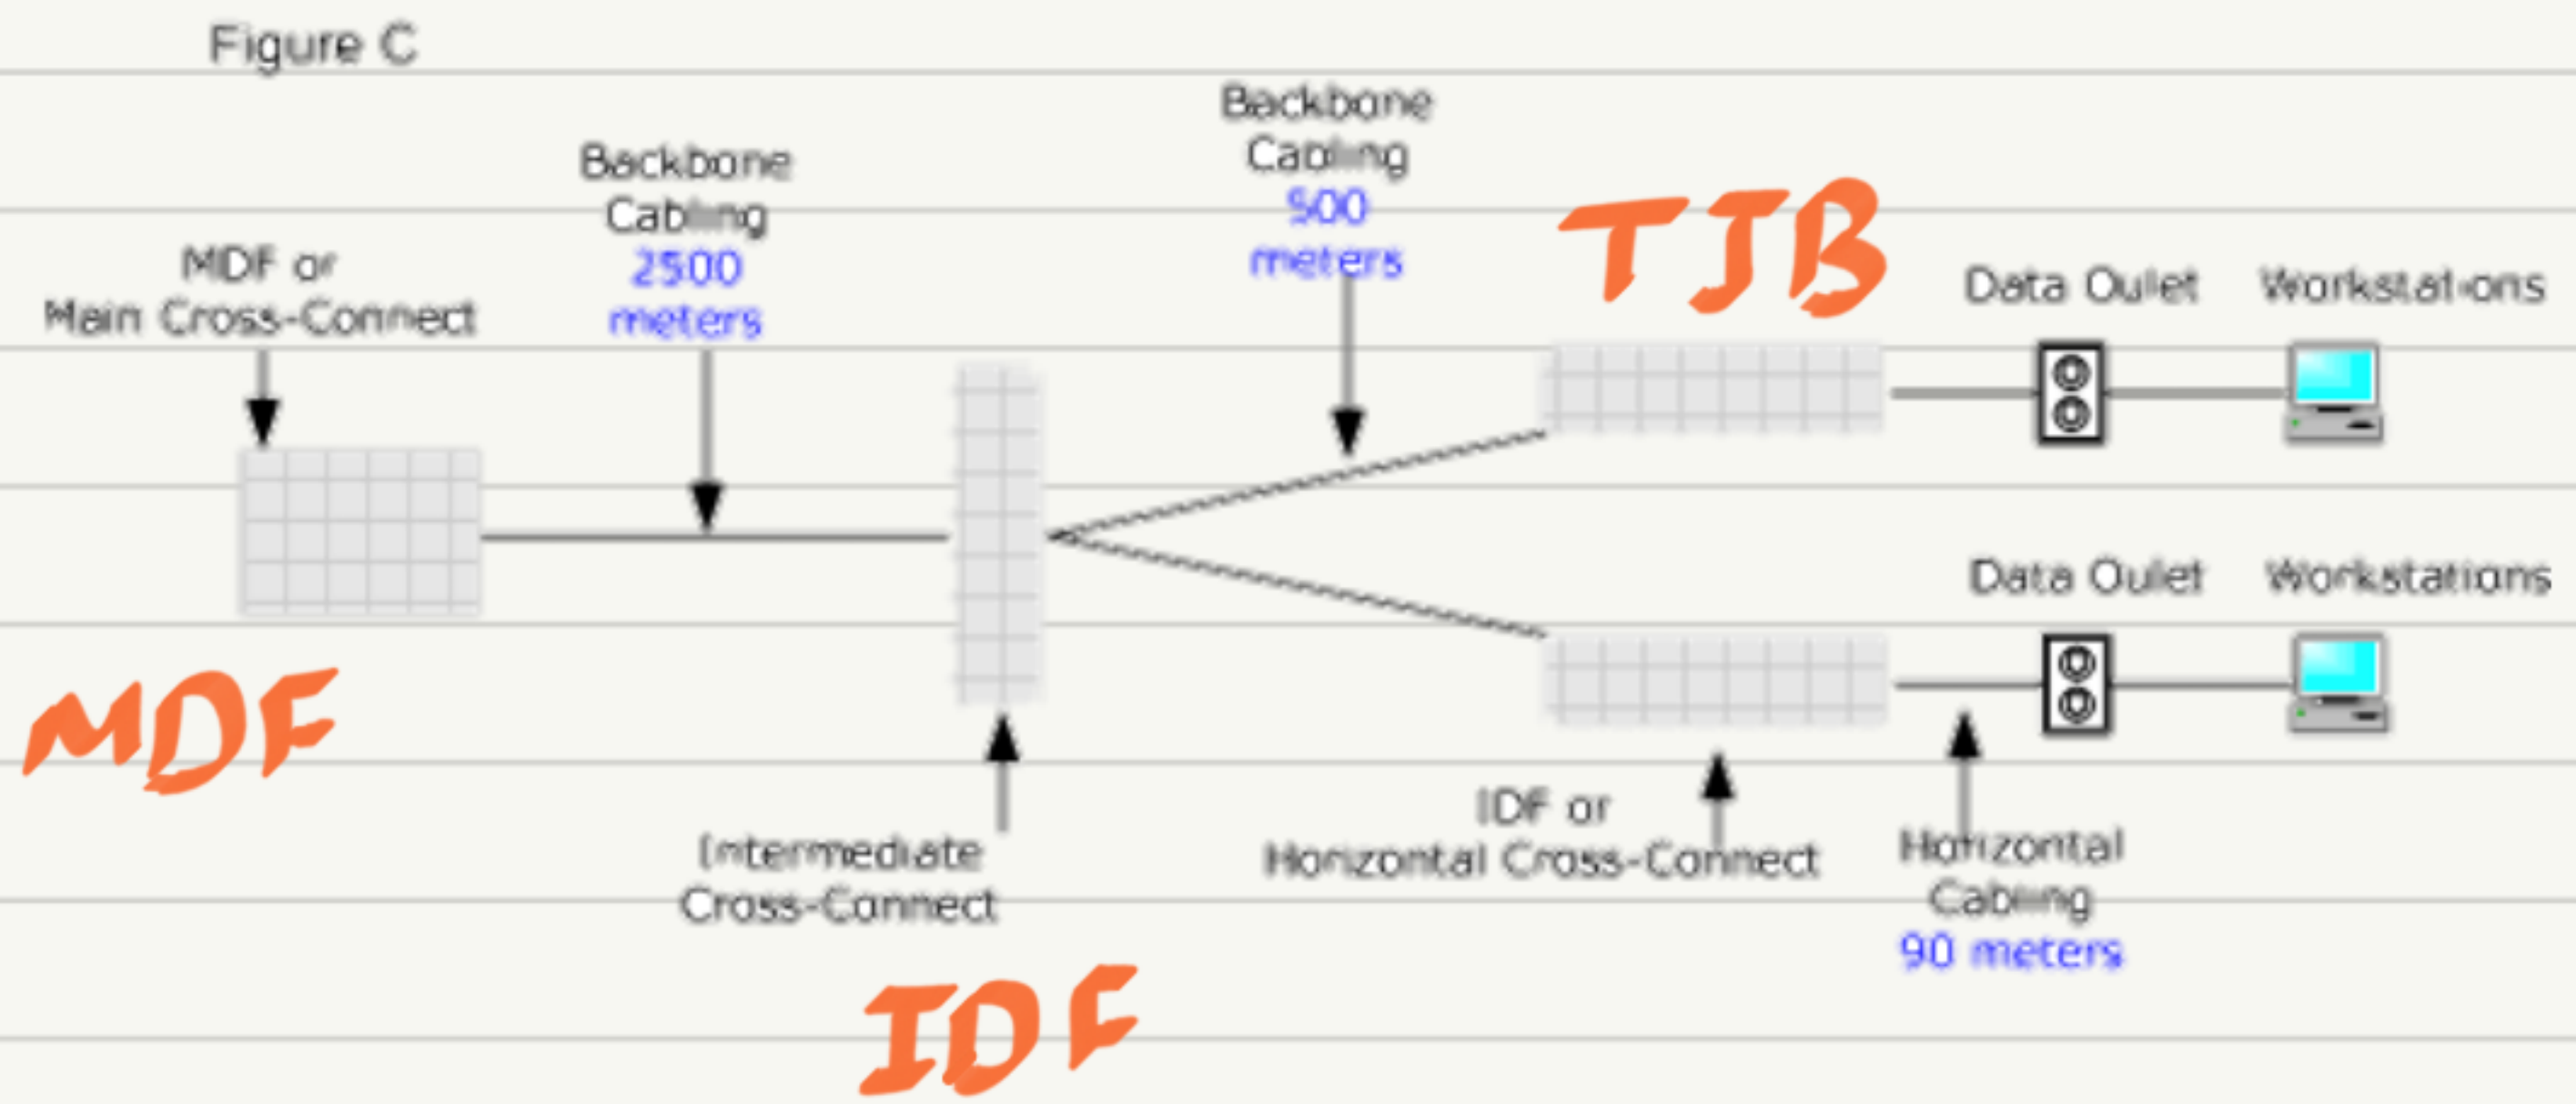 Figure C
Backbone
Cabling
500
meters
Backbone
Cabling
2500
meters
MDF or
Main Cross-Connect
TJB
Data Oulet
Workstations
Data Oulet
Workstations
MDF
Intermediate
Cross-Connect
IDF or
Horizontal Cross-Connect
Horizontal
Cabling
90 meters
IDF